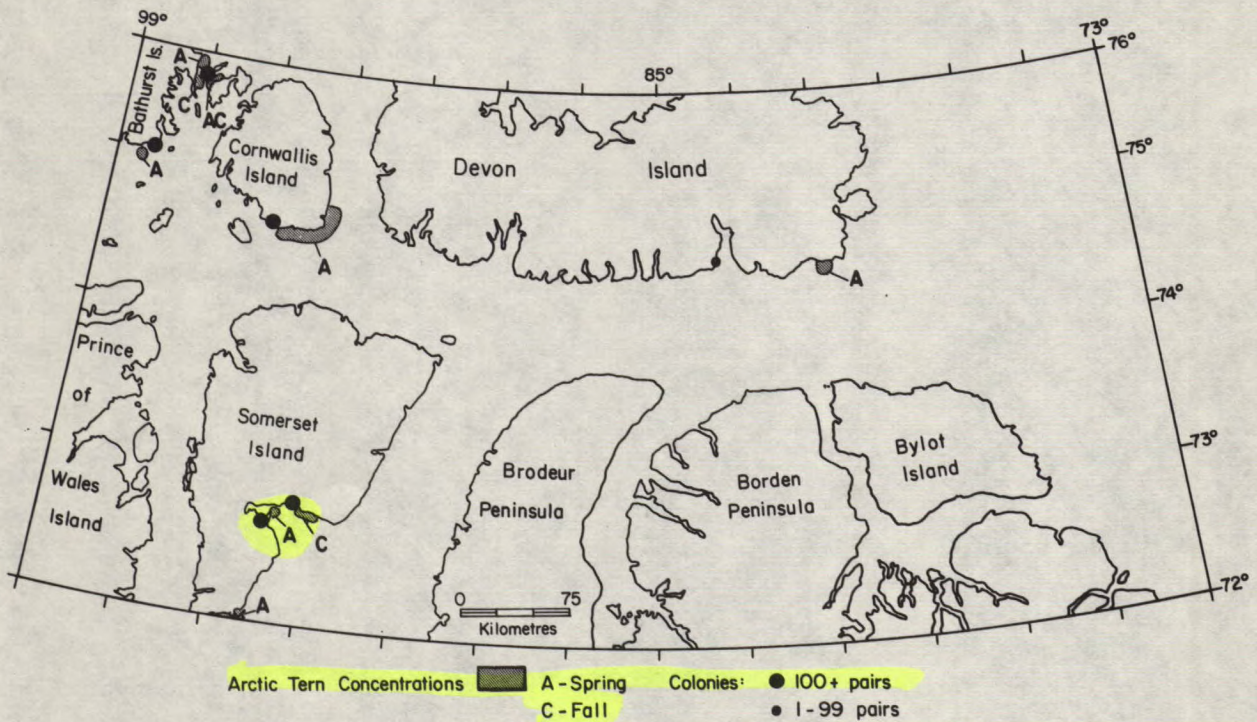 99°
73°
76°
85°
Bathurst Is.
A
C
AC
A
75°
Cornwallis
Island
Devon Island
A
A
74°
Prince
of
Wales
Island
Somerset
Island
A
C
A
Brodeur
Peninsula
Borden
Peninsula
Bylot
Island
73°
72°
0 75
Kilometres
Arctic Tern Concentrations A-Spring Colonies: 100+ pairs
C-Fall 1-99 pairs